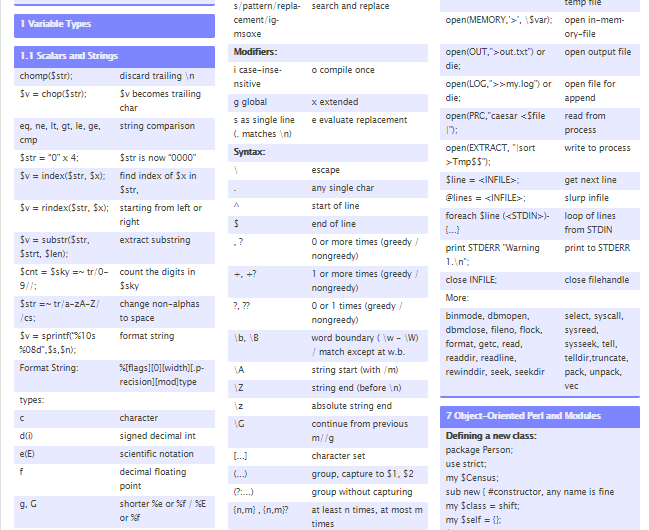 1 Variable Types
1.1 Scalars and Strings
chomp($str); discard trailing \n
$v = chop($str); $v becomes trailing
char
eq, ne, lt, gt, le, ge, string comparison
cmp
$str = "0" x 4; $str is now "0000"
$v = index($str, $x); find index of $x in
$str,
$v = rindex($str, $x); starting from left or
right
$v = substr($str, extract substring
$strt, $len);
$cnt = $sky =~ tr/0- count the digits in
9//; $sky
$str =~ tr/a-zA-Z/ change non-alphas
/cs; to space
$v = sprintf("%10s format string
%08d",$s,$n);
Format String: %[flags][0][width][.p-
recision][mod]type
types:
c character
d(i) signed decimal int
e(E) scientific notation
f decimal floating
point
g, G shorter %e or %f / %E
or %f
s/pattern/repla- search and replace
cement/ig-
msoxe
Modifiers:
i case-inse- o compile once
nsitive
g global x extended
s as single line e evaluate replacement
(. matches \n)
Syntax:
\ escape
. any single char
^ start of line
$ end of line
, ? 0 or more times (greedy /
nongreedy)
+, +? 1 or more times (greedy /
nongreedy)
?, ?? 0 or 1 times (greedy /
nongreedy)
\b, \B word boundary ( \w - \W)
/ match except at w.b.
\A string start (with /m)
\Z string end (before \n)
\z absolute string end
\G continue from previous
m//g
[...] character set
(...) group, capture to $1, $2
(?:...) group without capturing
{n,m} , {n,m}? at least n times, at most m
times
temp file
open(MEMORY,'>', \$var); open in-mem-
ory-file
open(OUT,">out.txt") or open output file
die;
open(LOG,">>my.log") or open file for
die; append
open(PRC,"caesar <$file read from
|"); process
open(EXTRACT, "|sort write to process
>Tmp$$");
$line = <INFILE>; get next line
@lines = <INFILE>; slurp infile
foreach $line (<STDIN>)- loop of lines
{...} from STDIN
print STDERR "Warning print to STDERR
1.\n";
close INFILE; close filehandle
More:
binmode, dbmopen, select, syscall,
dbmclose, fileno, flock, sysreed,
format, getc, read, sysseek, tell,
readdir, readline, telldir,truncate,
rewinddir, seek, seekdir pack, unpack,
vec
7 Object-Oriented Perl and Modules
Defining a new class:
package Person;
use strict;
my $Census;
sub new { #constructor, any name is fine
my $class = shift;
my $self = {};